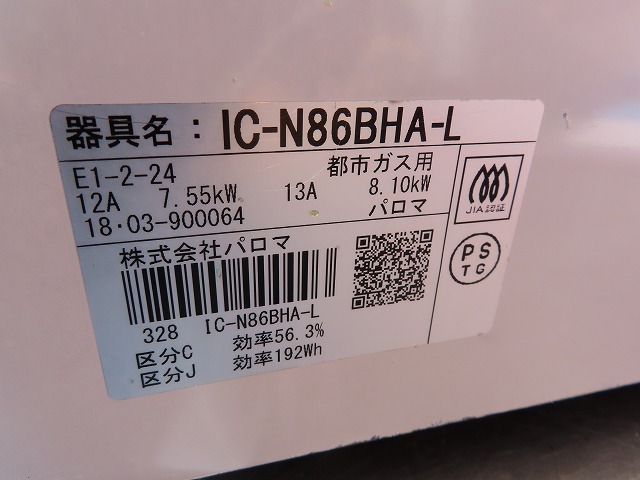 器具名: IC-N86BHA-L
E1-2-24 都市ガス用
12A 7.55kW 13A 8.10kW
18・03-900064 パロマ
JIA認証
株式会社パロマ
PS
TG
328 IC-N86BHA-L
区分C 効率56.3%
区分J 効率192Wh